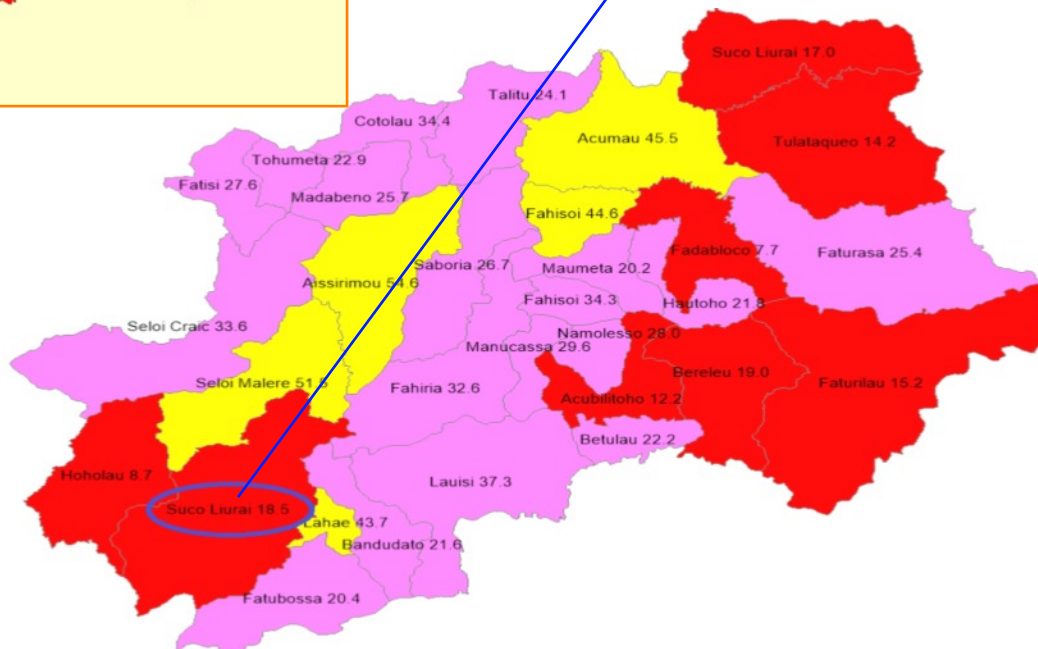 Suco Liurai 17.0
Talitu 24.1
Cotolau 34.4
Acumau 45.5
Tulataqueo 14.2
Tohumeta 22.9
Fatisi 27.6
Madabeno 25.7
Fahisoi 44.6
Fadabloco 7.7
Faturasa 25.4
Saboria 26.7
Maumeta 20.2
Aissirimou 54.6
Fahisoi 34.3
Hautoho 21.8
Seloi Craic 33.6
Namolesso 28.0
Manucassa 29.6
Bereleu 19.0
Seloi Malere 51.5
Fahiria 32.6
Faturilau 15.2
Acubilitoho 12.2
Betulau 22.2
Hoholau 8.7
Lauisi 37.3
Suco Liurai 18.5
Lahae 43.7
Bandudato 21.6
Fatubossa 20.4